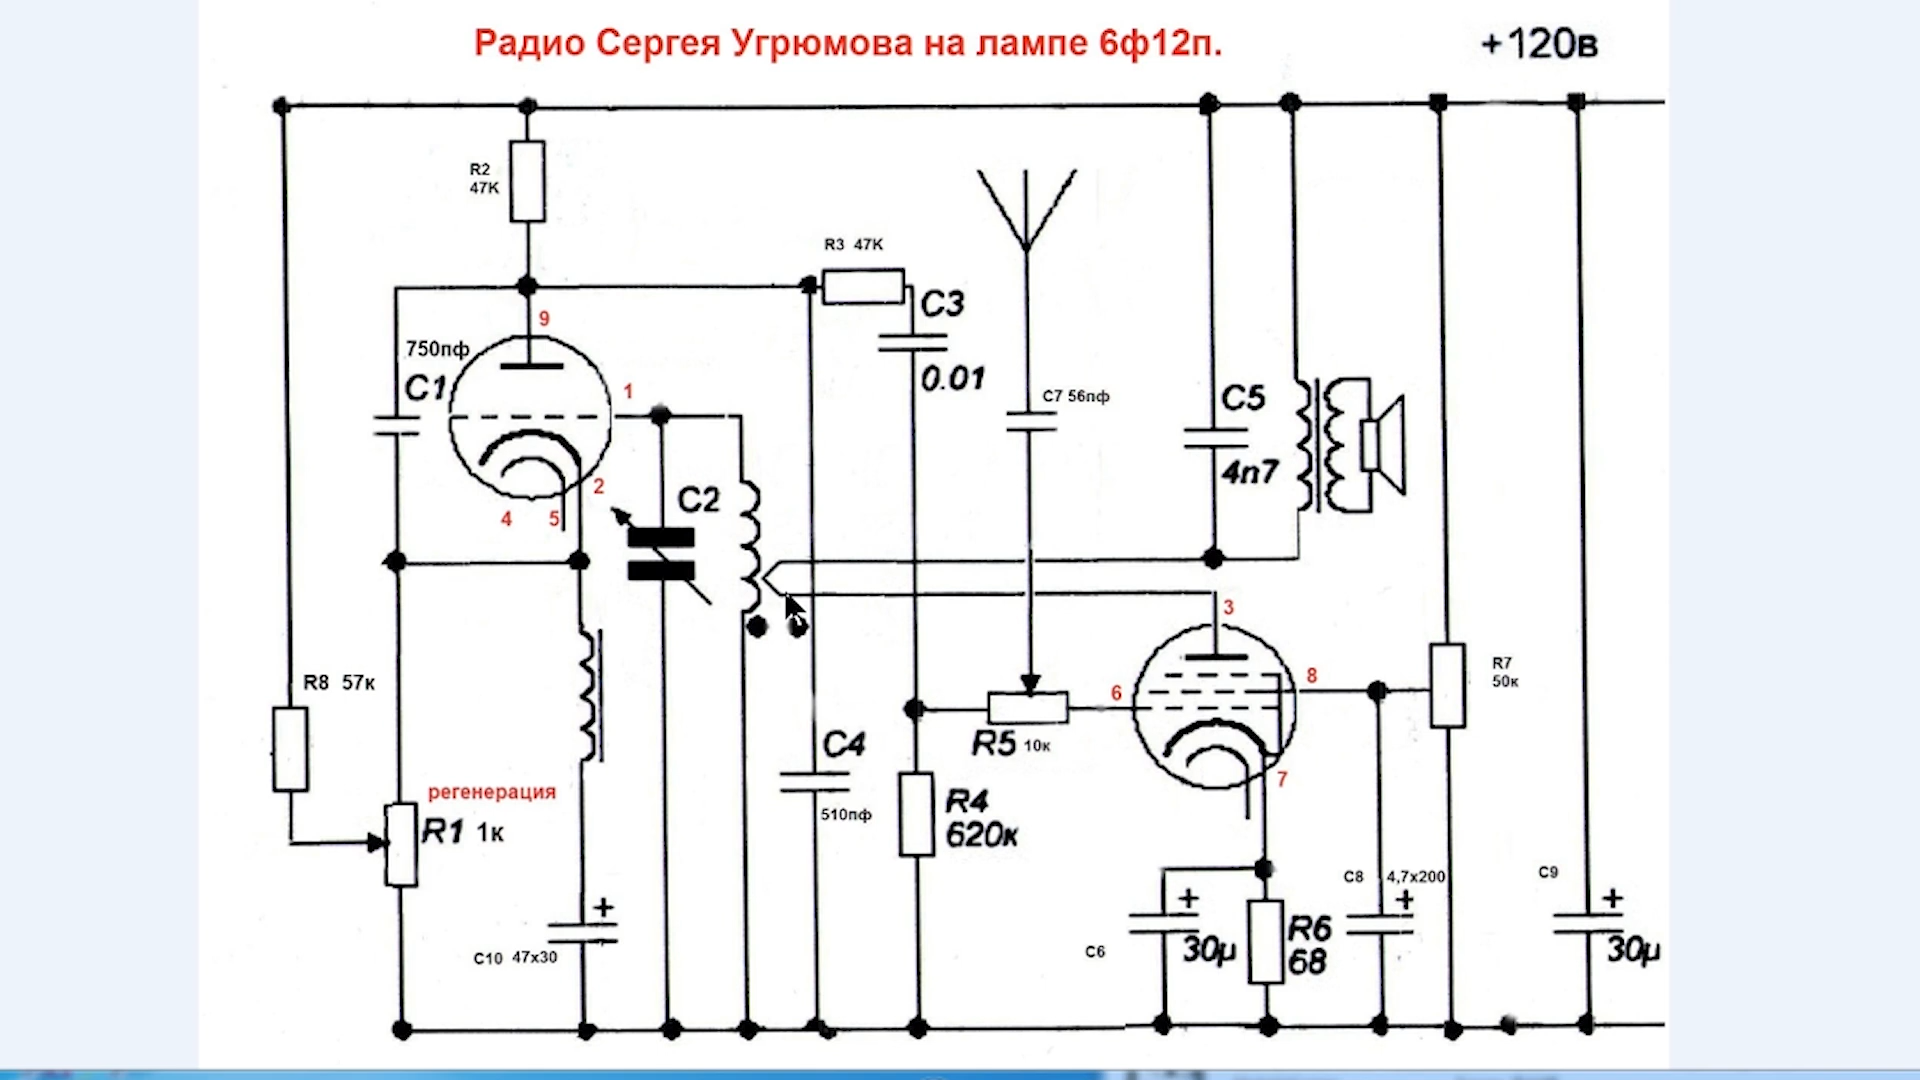 Радио Сергея Угрюмова на лампе 6ф12п.
+120в
R2
47K
R3 47K
C3
0.01
9
750пф
C1
1
C7 56пф
C5
4n7
2
C2
4
5
3
R8 57к
6
8
R7
50к
R5 10к
C4
510пф
7
регенерация
R1 1к
R4
620к
C8 4,7x200
+
C9
+
30µ
+
C10 47x30
C6
+
30µ
R6
68